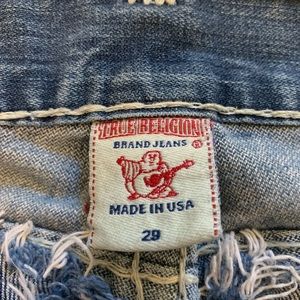 TRUE RELIGION
BRAND JEANS ®
MADE IN USA
29